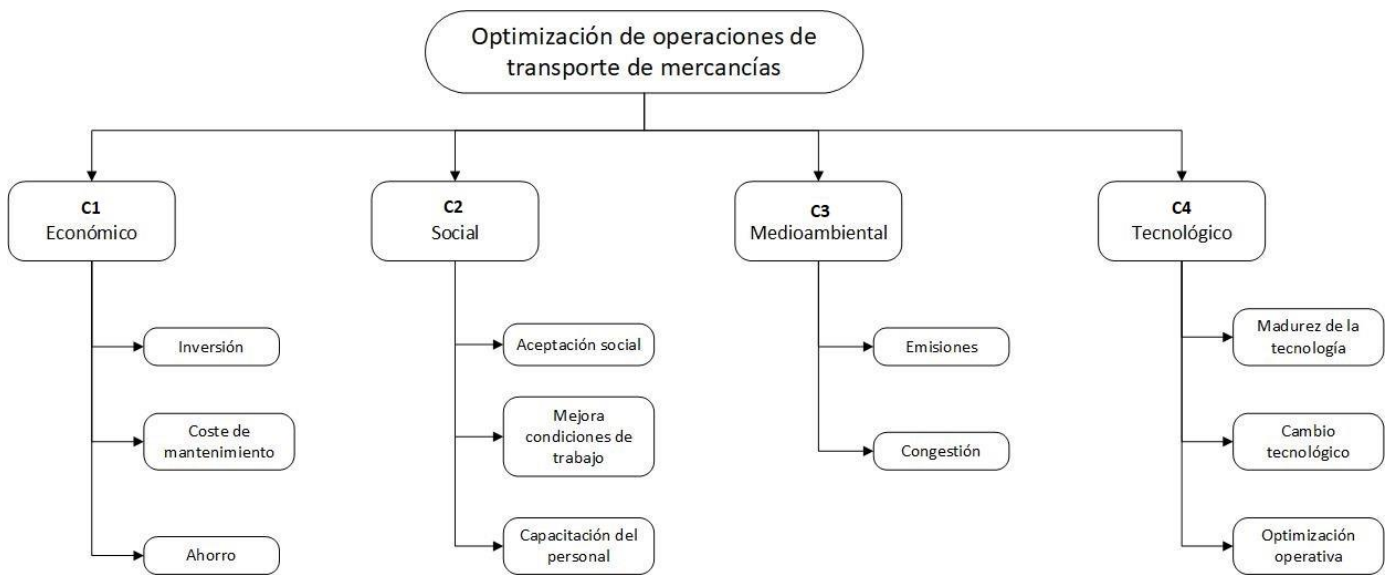 Optimización de operaciones de
transporte de mercancías
C1
Económico
C2
Social
C3
Medioambiental
C4
Tecnológico
Inversión
Coste de
mantenimiento
Ahorro
Aceptación social
Mejora
condiciones de
trabajo
Capacitación del
personal
Emisiones
Congestión
Madurez de la
tecnología
Cambio
tecnológico
Optimización
operativa